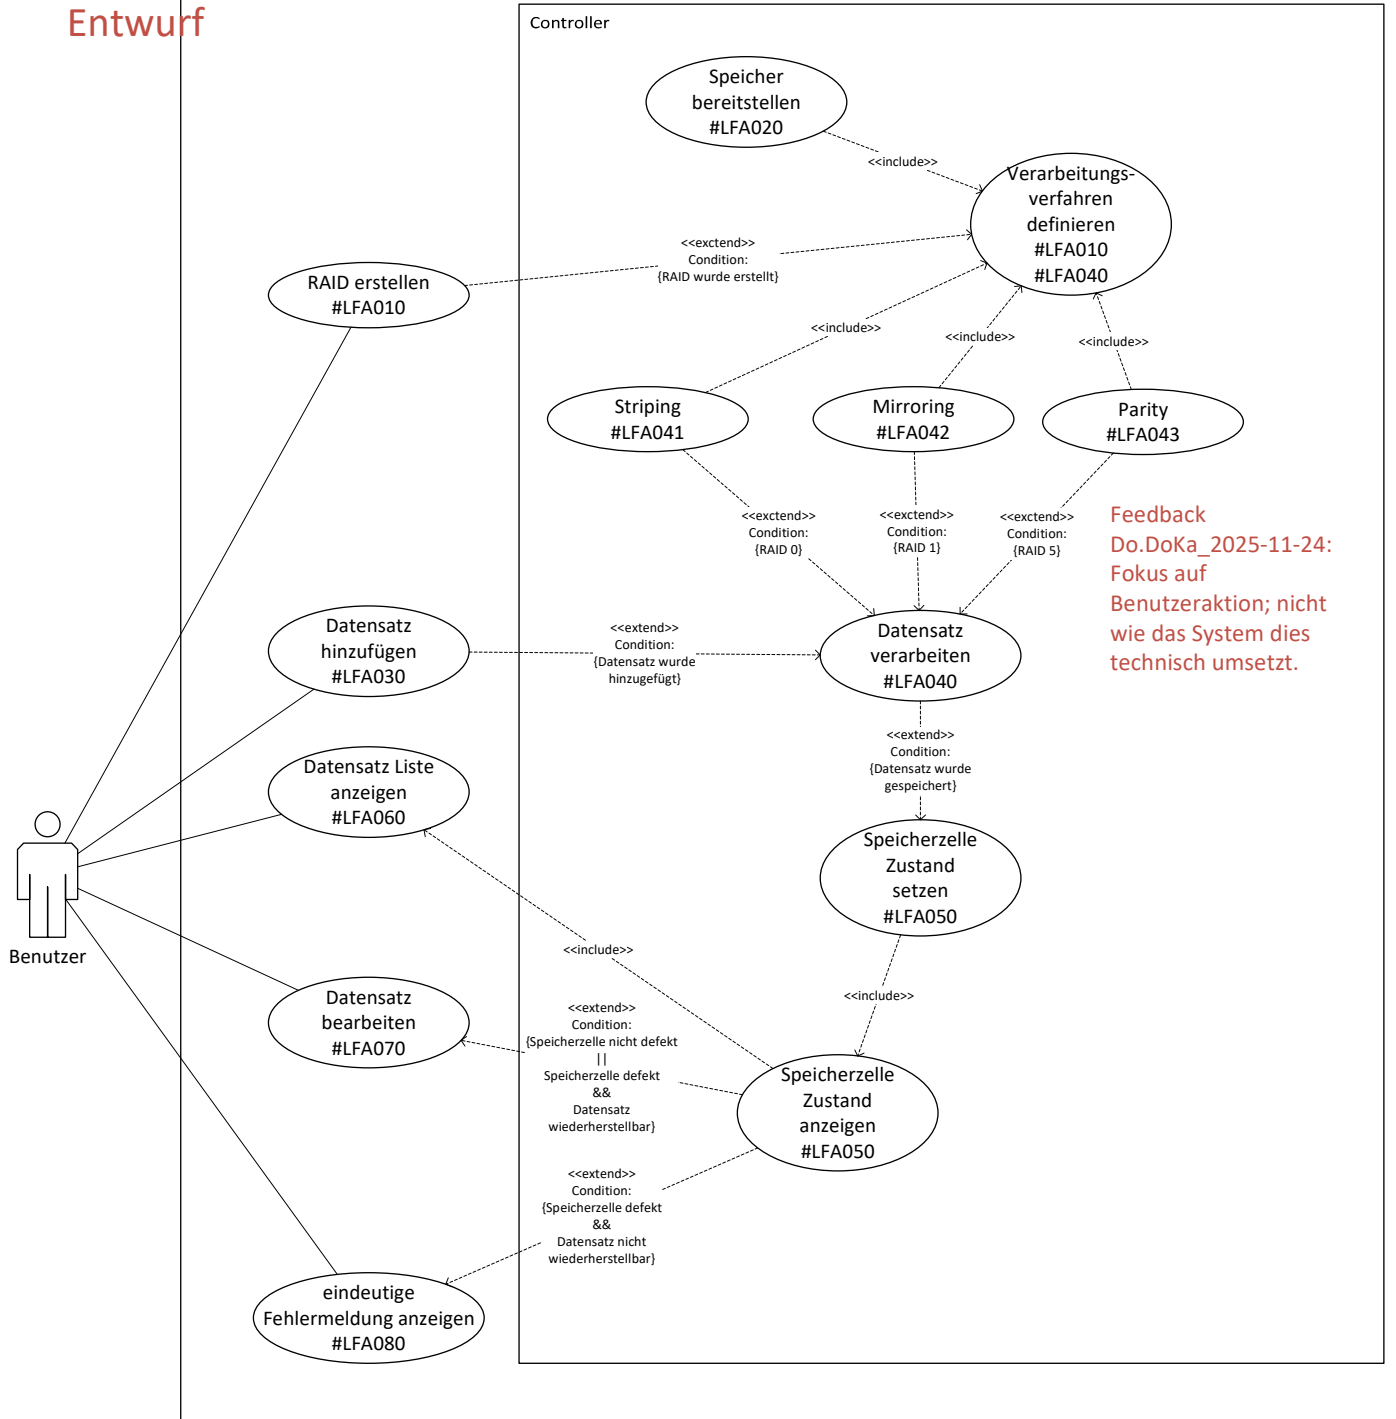 Entwurf
Controller
Speicher
bereitstellen
#LFA020
<<include>>
Verarbeitungs-
verfahren
definieren
#LFA010
#LFA040
<<exctend>>
Condition:
{RAID wurde erstellt}
RAID erstellen
#LFA010
<<include>>
<<include>>
<<include>>
Striping
#LFA041
Mirroring
#LFA042
Parity
#LFA043
<<exctend>>
Condition:
{RAID 0}
<<exctend>>
Condition:
{RAID 1}
<<exctend>>
Condition:
{RAID 5}
Feedback
Do.DoKa_2025-11-24:
Fokus auf
Benutzeraktion; nicht
wie das System dies
technisch umsetzt.
Datensatz
hinzufügen
#LFA030
<<extend>>
Condition:
{Datensatz wurde
hinzugefügt}
Datensatz
verarbeiten
#LFA040
<<extend>>
Condition:
{Datensatz wurde
gespeichert}
Datensatz Liste
anzeigen
#LFA060
Speicherzelle
Zustand
setzen
#LFA050
Benutzer
<<include>>
<<include>>
Datensatz
bearbeiten
#LFA070
<<extend>>
Condition:
{Speicherzelle nicht defekt
||
Speicherzelle defekt
&&
Datensatz
wiederherstellbar}
Speicherzelle
Zustand
anzeigen
#LFA050
<<extend>>
Condition:
{Speicherzelle defekt
&&
Datensatz nicht
wiederherstellbar}
eindeutige
Fehlermeldung anzeigen
#LFA080